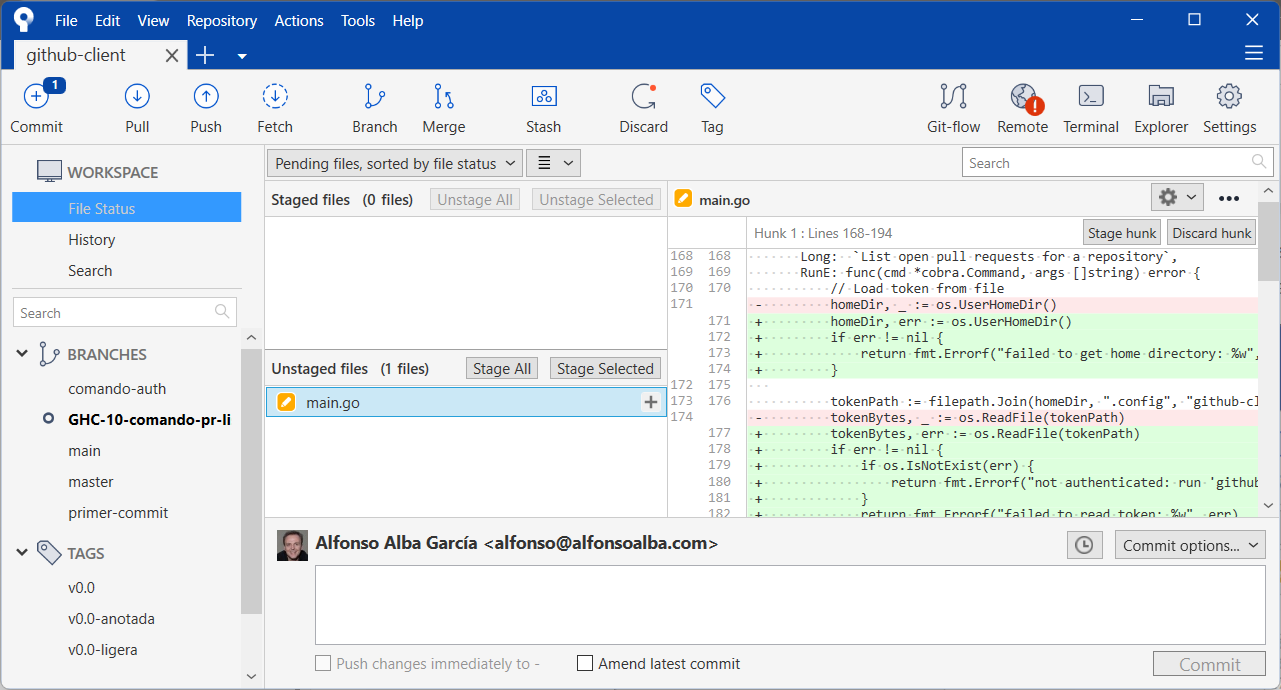 File Edit View Repository Actions Tools Help
github-client
1
Commit Pull Push Fetch Branch Merge Stash Discard Tag Git-flow Remote Terminal Explorer Settings
WORKSPACE
File Status
History
Search
Search
BRANCHES
comando-auth
GHC-10-comando-pr-li
main
master
primer-commit
TAGS
v0.0
v0.0-anotada
v0.0-ligera
Pending files, sorted by file status
Search
Staged files (0 files) Unstage All Unstage Selected
Unstaged files (1 files) Stage All Stage Selected
main.go
main.go
Hunk 1 : Lines 168-194 Stage hunk Discard hunk
168 168 Long: `List open pull requests for a repository`,
169 169 RunE: func(cmd *cobra.Command, args []string) error {
170 170 // Load token from file
171 - homeDir, _ := os.UserHomeDir()
171 + homeDir, err := os.UserHomeDir()
172 + if err != nil {
173 + return fmt.Errorf("failed to get home directory: %w",
174 + }
172 175
173 176 tokenPath := filepath.Join(homeDir, ".config", "github-cl
174 - tokenBytes, _ := os.ReadFile(tokenPath)
177 + tokenBytes, err := os.ReadFile(tokenPath)
178 + if err != nil {
179 + if os.IsNotExist(err) {
180 + return fmt.Errorf("not authenticated: run 'github
181 + }
182 + return fmt.Errorf("failed to read token: %w", err)
Alfonso Alba García <alfonso@alfonsoalba.com>
Commit options...
Push changes immediately to -
Amend latest commit
Commit